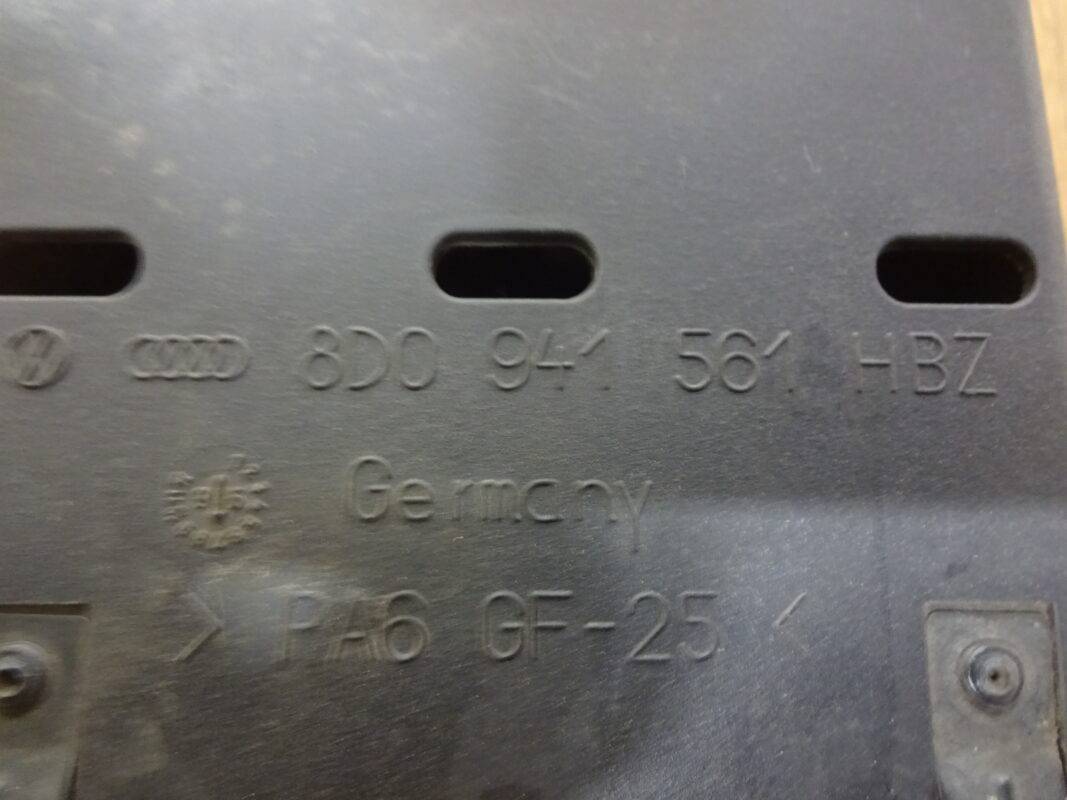 8D0 941 561 HBZ
Germany
> PA6 GF-25 <